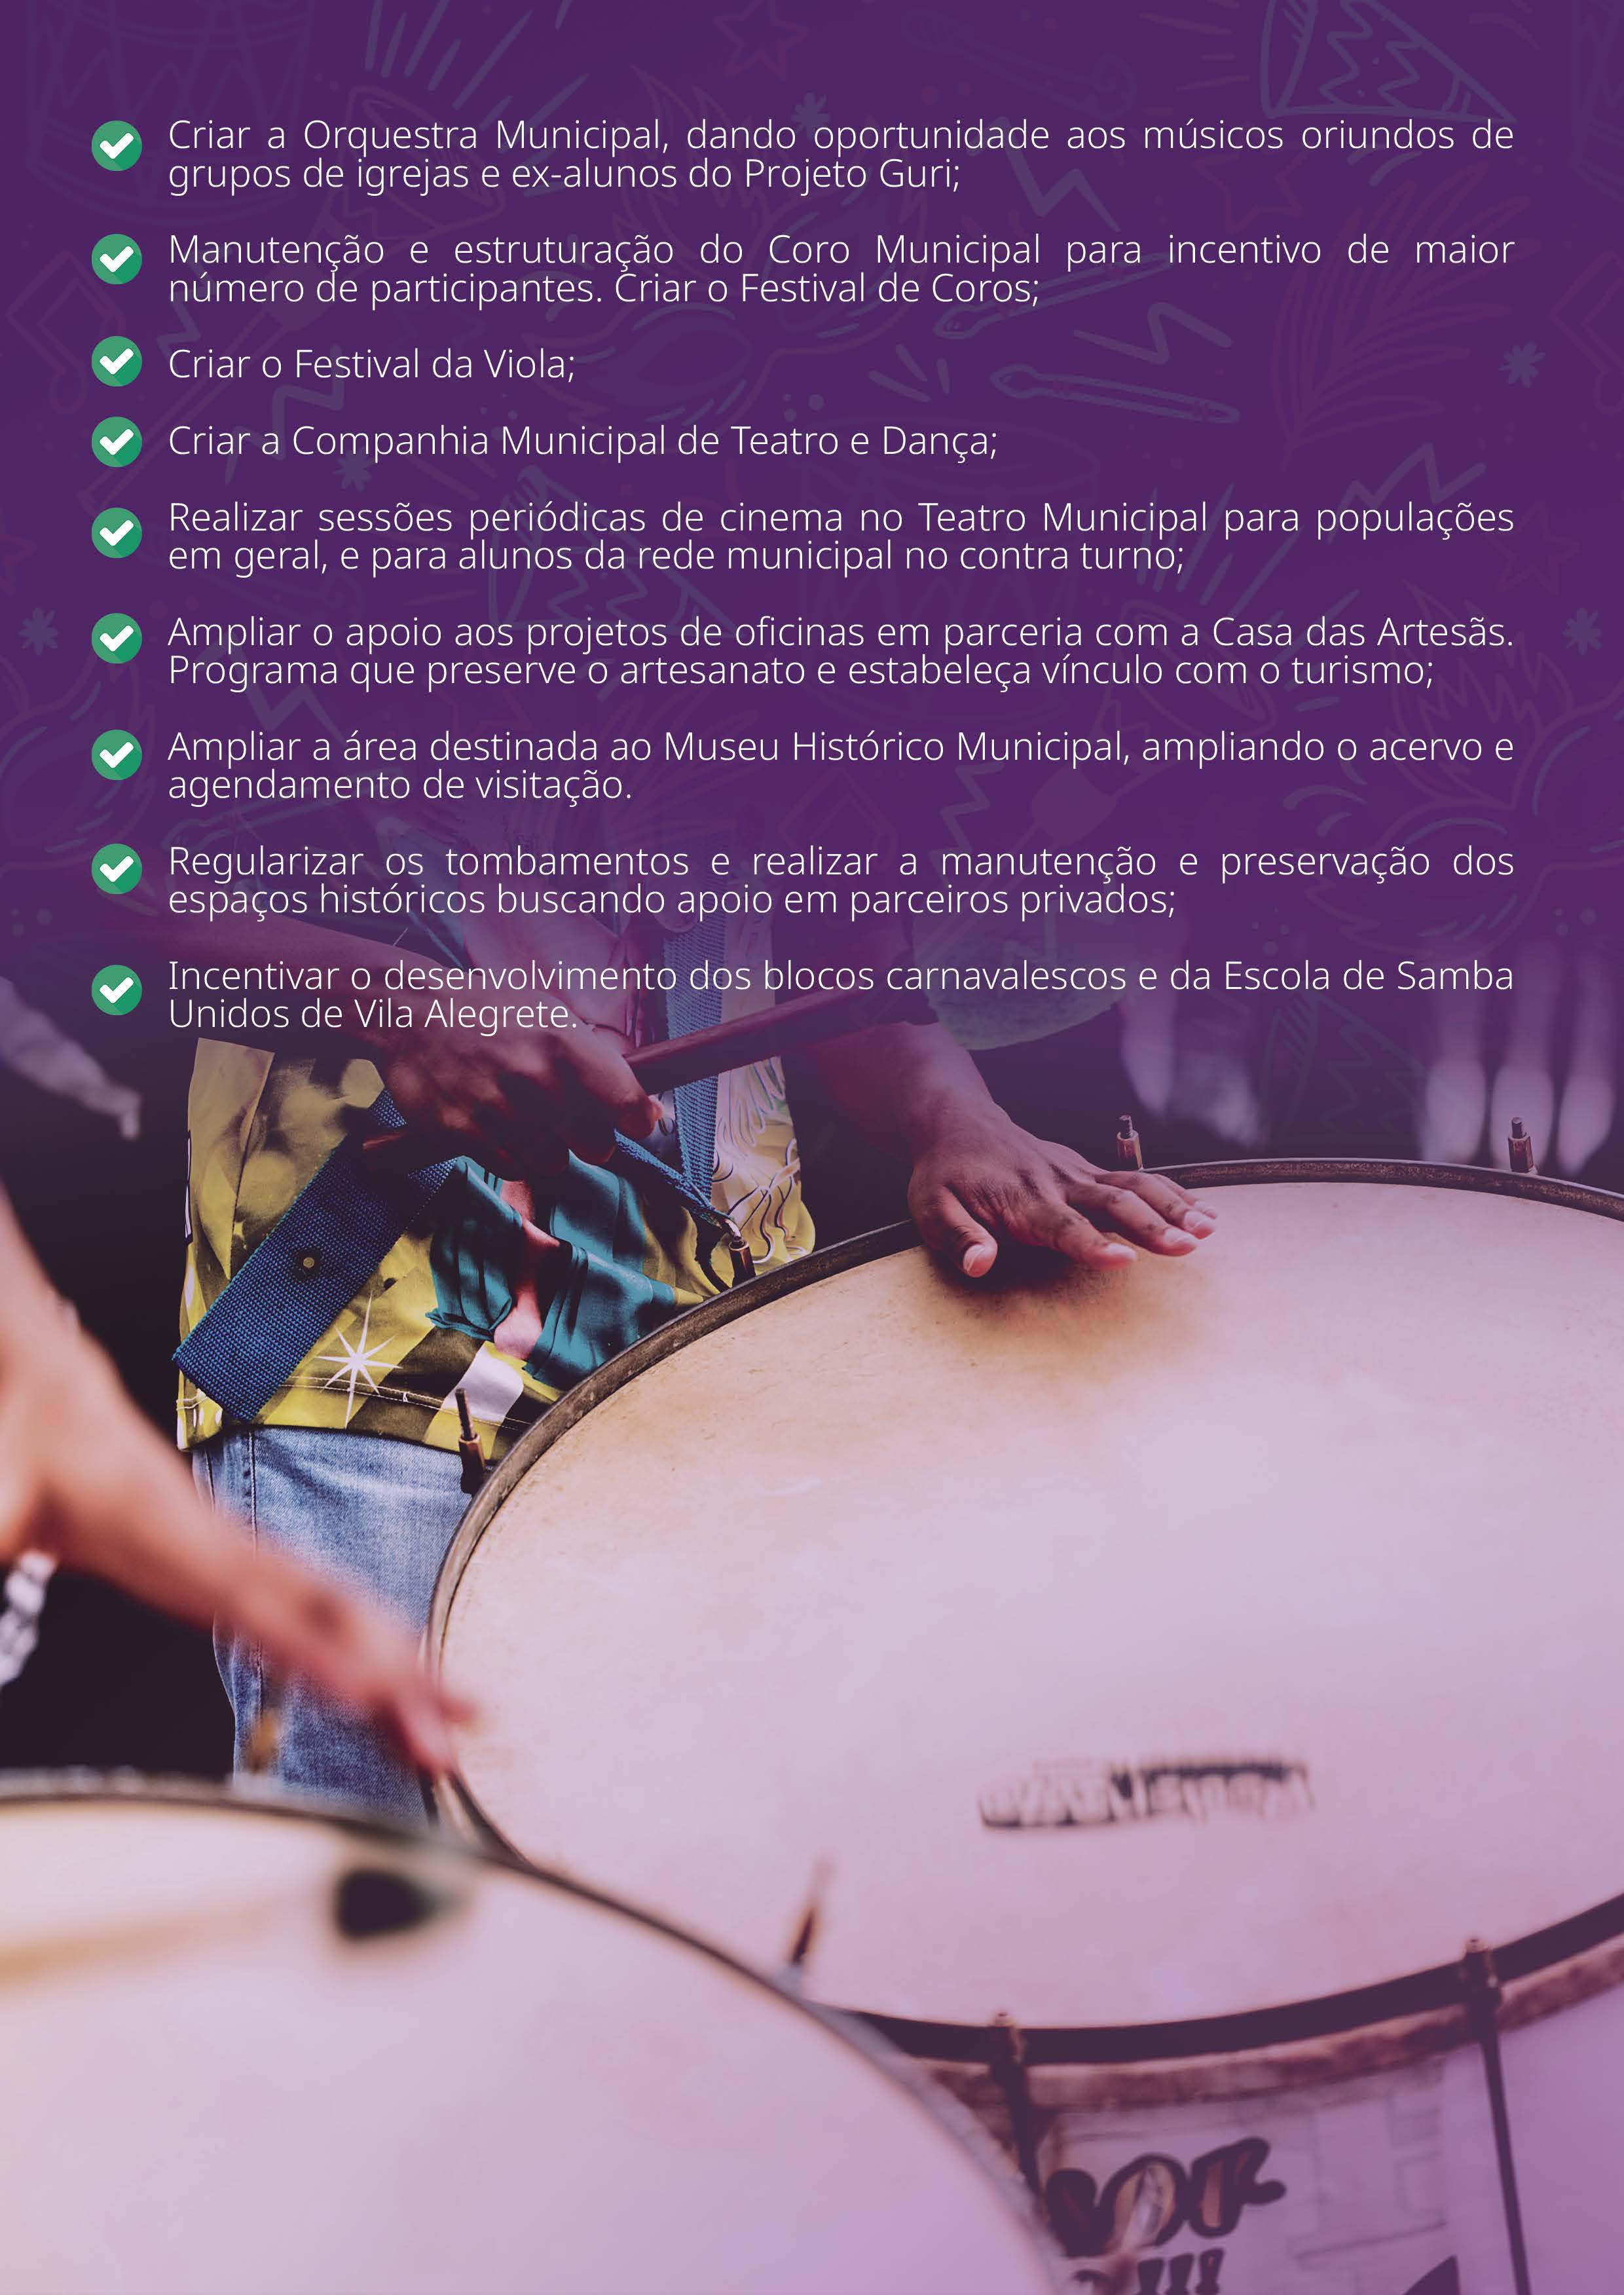 Criar a Orquestra Municipal, dando oportunidade aos músicos oriundos de
grupos de igrejas e ex-alunos do Projeto Guri;
Manutenção e estruturação do Coro Municipal para incentivo de maior
número de participantes. Criar o Festival de Coros;
Criar o Festival da Viola;
Criar a Companhia Municipal de Teatro e Dança;
Realizar sessões periódicas de cinema no Teatro Municipal para populações
em geral, e para alunos da rede municipal no contra turno;
Ampliar o apoio aos projetos de oficinas em parceria com a Casa das Artesãs.
Programa que preserve o artesanato e estabeleça vínculo com o turismo;
Ampliar a área destinada ao Museu Histórico Municipal, ampliando o acervo e
agendamento de visitação.
Regularizar os tombamentos e realizar a manutenção e preservação dos
espaços históricos buscando apoio em parceiros privados;
Incentivar o desenvolvimento dos blocos carnavalescos e da Escola de Samba
Unidos de Vila Alegrete.